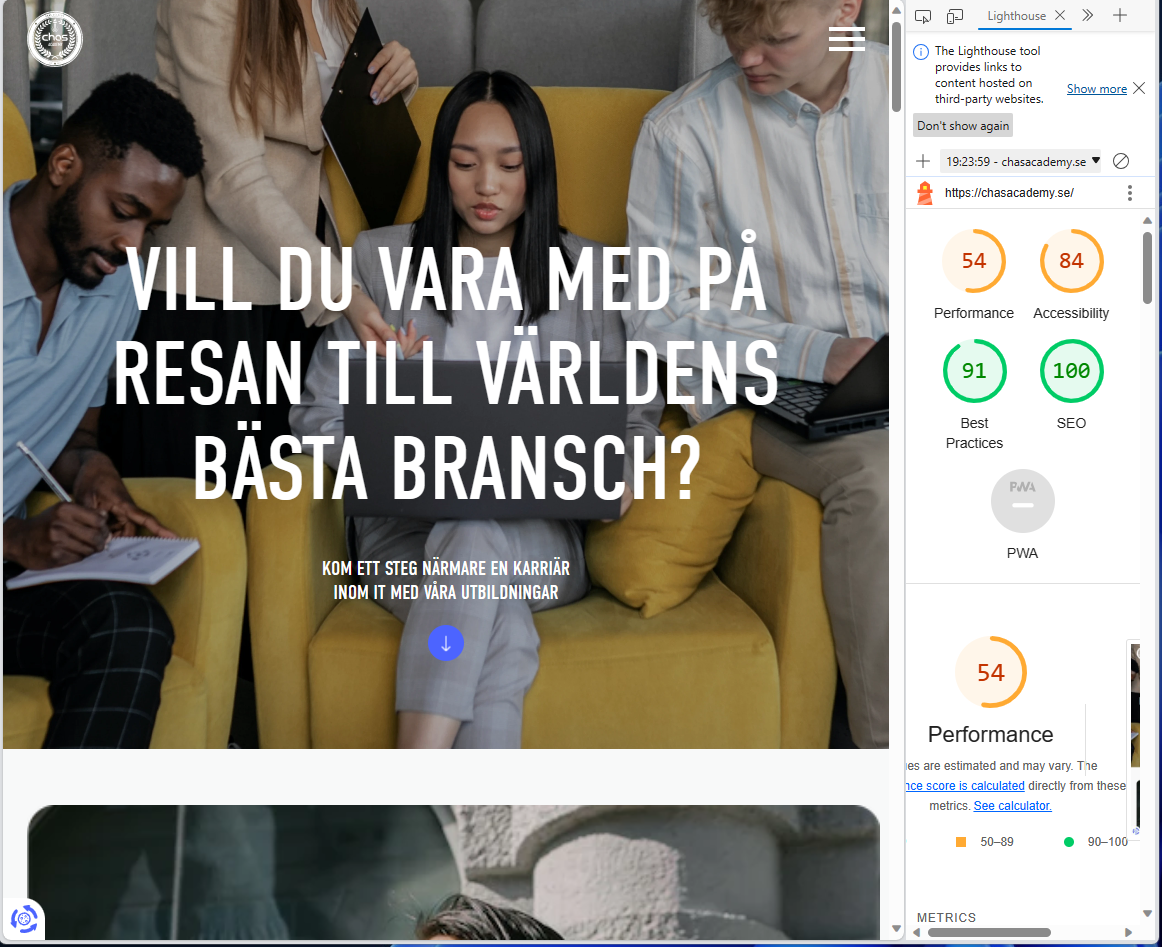 chas
VILL DU VARA MED PÅ
RESAN TILL VÄRLDENS
BÄSTA BRANSCH?
KOM ETT STEG NÄRMARE EN KARRIÄR
INOM IT MED VÅRA UTBILDNINGAR
Lighthouse
The Lighthouse tool
provides links to
content hosted on
third-party websites.
Show more
Don't show again
19:23:59 - chasacademy.se
https://chasacademy.se/
54
84
Performance
Accessibility
91
100
Best
Practices
SEO
PWA
PWA
54
Performance
es are estimated and may vary. The
nce score is calculated directly from these
metrics. See calculator.
50–89
90–100
METRICS